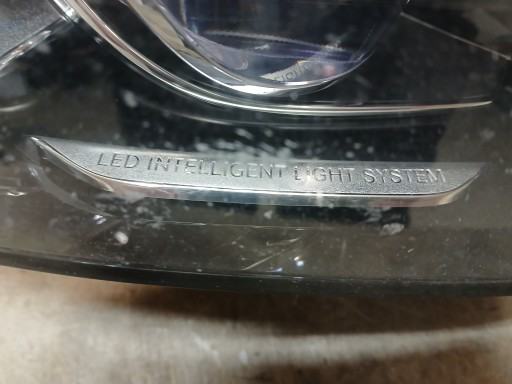 LED INTELLIGENT LIGHT SYSTEM